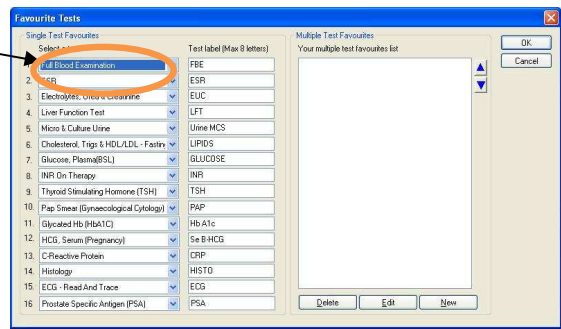 Favourite Tests
Single Test Favourites
Multiple Test Favourites
OK
Select
Test label (Max 8 letters)
Your multiple test favourites list
Cancel
1. Full Blood Examination FBE
2. ESR ESR
3. Electrolytes, Urea & Creatinine EUC
4. Liver Function Test LFT
5. Micro & Culture Urine Urine MCS
6. Cholesterol, Trigs & HDL/LDL - Fastin LIPIDS
7. Glucose, Plasma(BSL) GLUCOSE
8. INR On Therapy INR
9. Thyroid Stimulating Hormone (TSH) TSH
10. Pap Smear (Gynaecological Cytology) PAP
11. Glycated Hb (HbA1C) Hb A1c
12. HCG, Serum (Pregnancy) Se B-HCG
13. C-Reactive Protein CRP
14. Histology HISTO
15. ECG - Read And Trace ECG
16 Prostate Specific Antigen (PSA) PSA
Delete Edit New